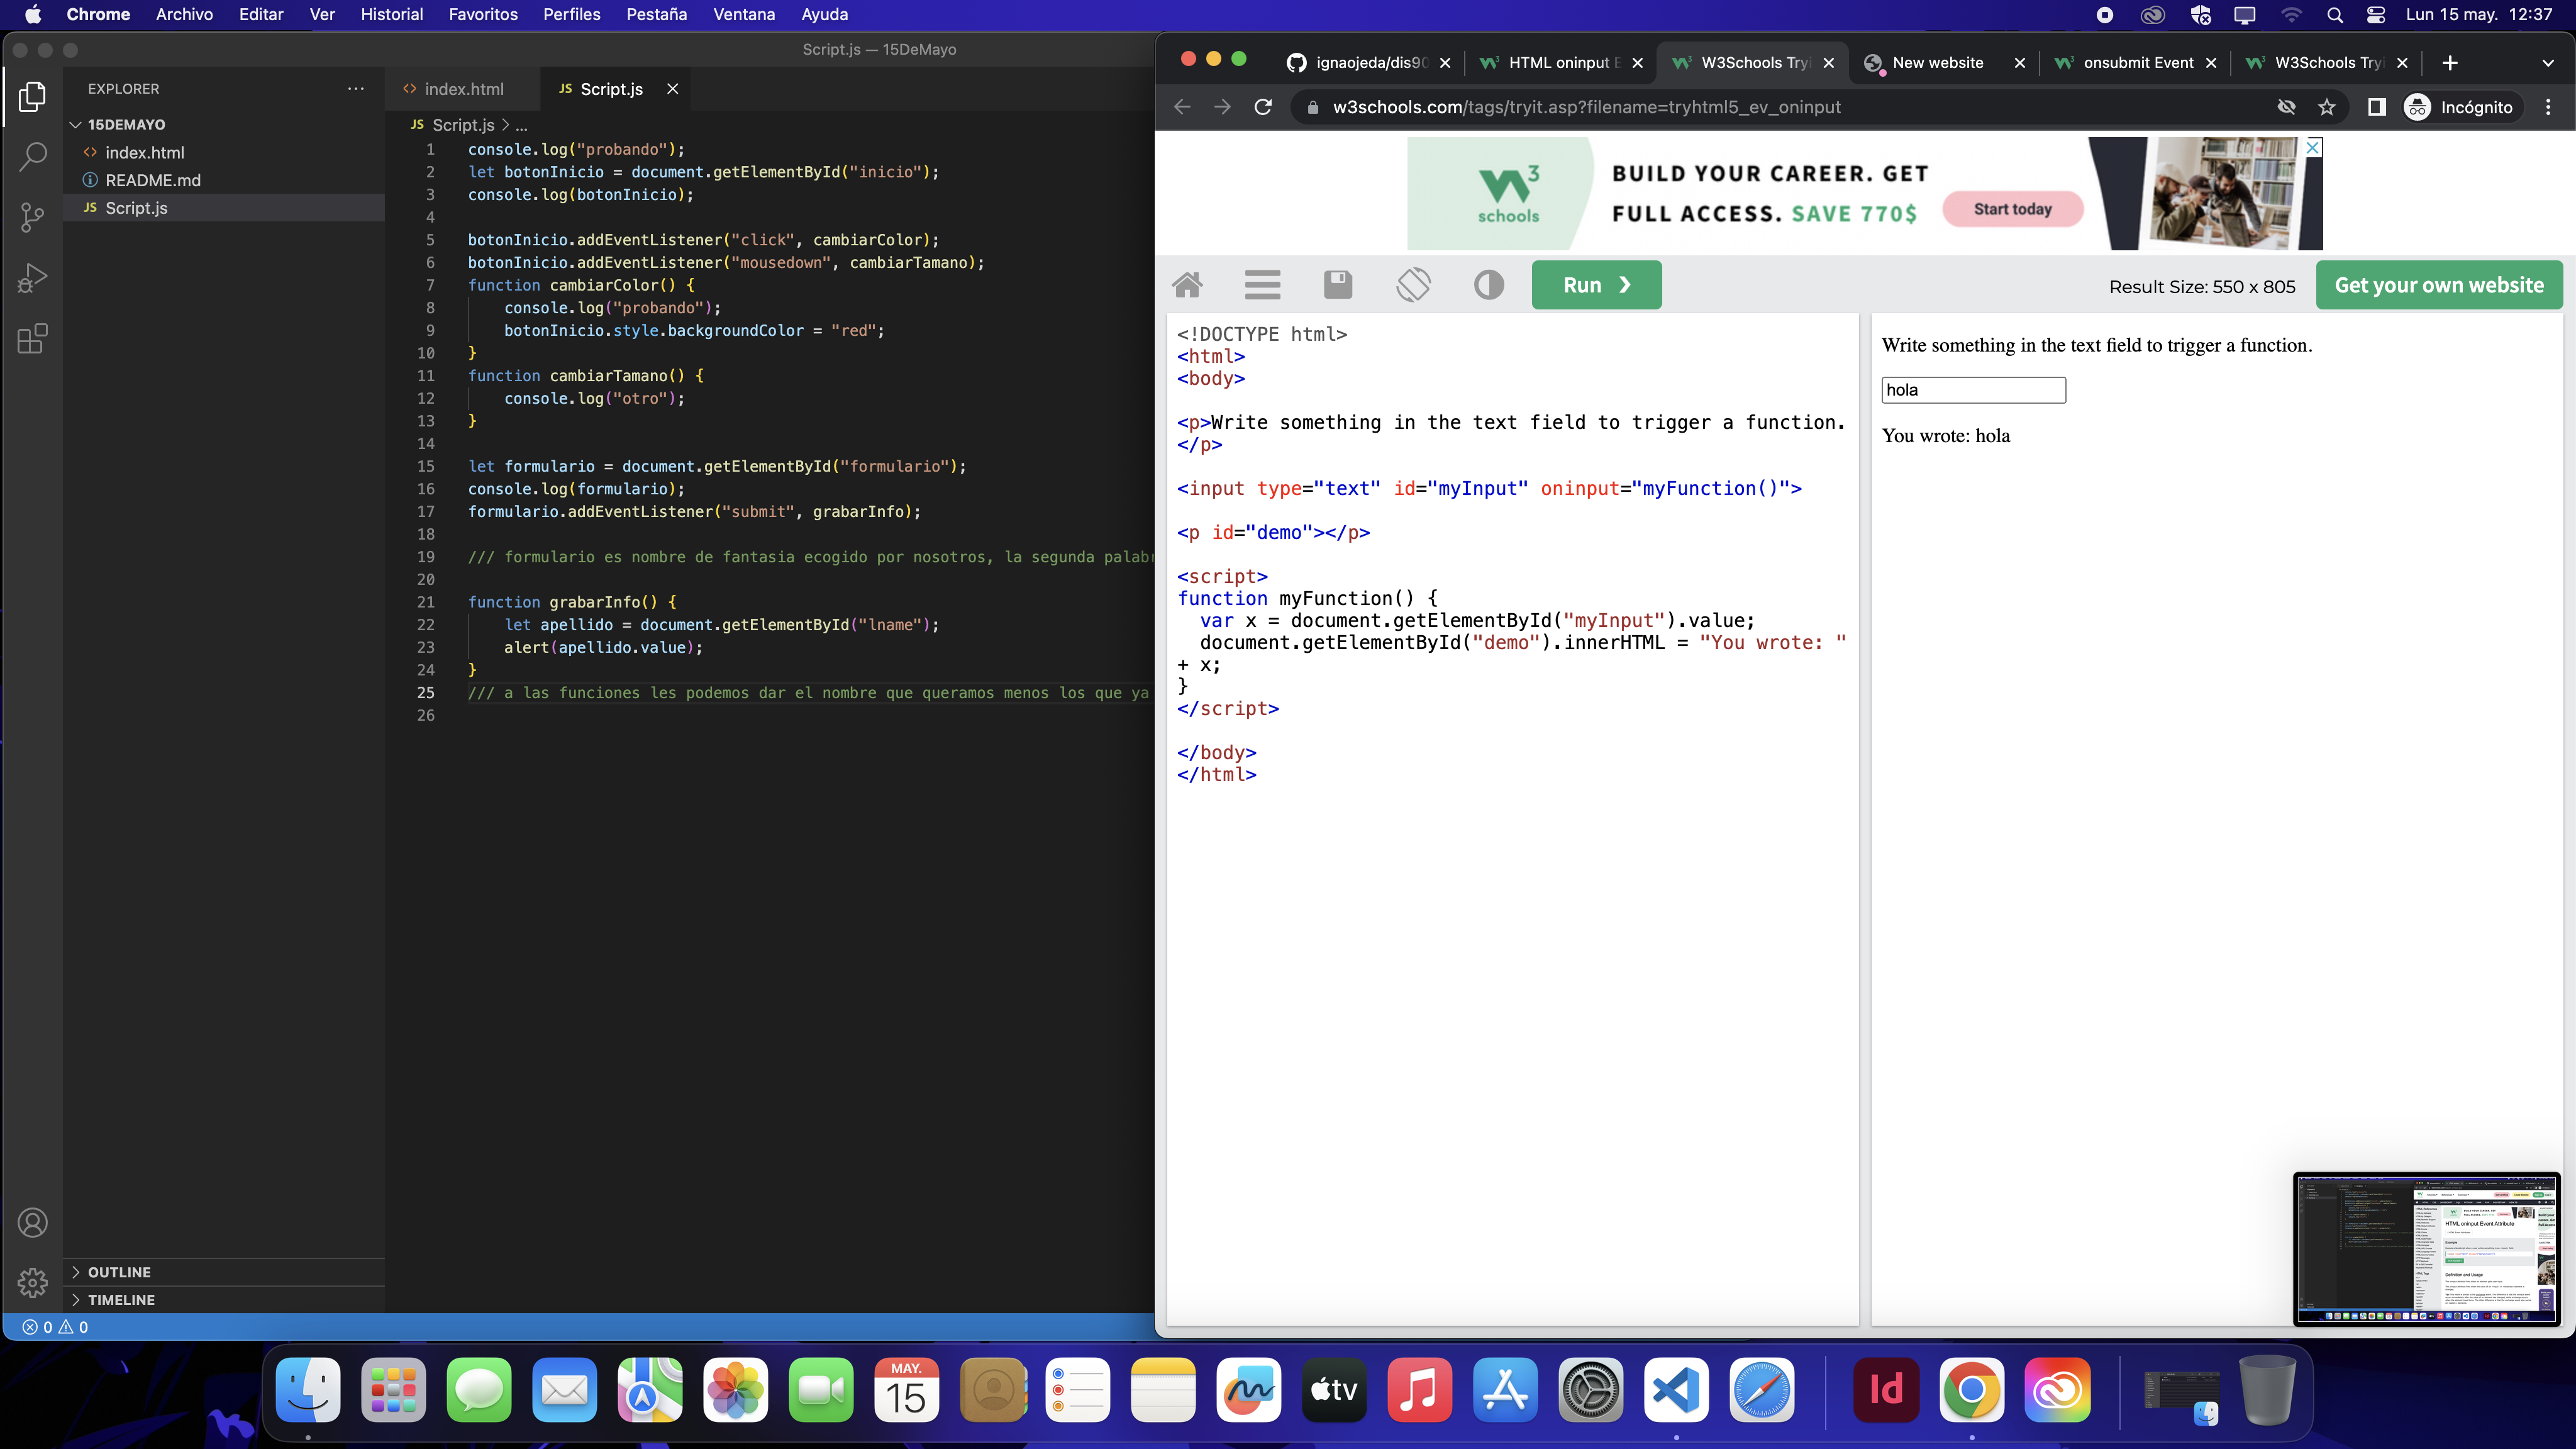 Chrome Archivo Editar Ver Historial Favoritos Perfiles Pestaña Ventana Ayuda
Lun 15 may. 12:37
Script.js — 15DeMayo
EXPLORER
15DEMAYO
index.html
README.md
JS Script.js
OUTLINE
TIMELINE
0 0
index.html
JS Script.js
JS Script.js > ...
1 console.log("probando");
2 let botonInicio = document.getElementById("inicio");
3 console.log(botonInicio);
4
5 botonInicio.addEventListener("click", cambiarColor);
6 botonInicio.addEventListener("mousedown", cambiarTamano);
7 function cambiarColor() {
8 console.log("probando");
9 botonInicio.style.backgroundColor = "red";
10 }
11 function cambiarTamano() {
12 console.log("otro");
13 }
14
15 let formulario = document.getElementById("formulario");
16 console.log(formulario);
17 formulario.addEventListener("submit", grabarInfo);
18
19 /// formulario es nombre de fantasia ecogido por nosotros, la segunda palabr
20
21 function grabarInfo() {
22 let apellido = document.getElementById("lname");
23 alert(apellido.value);
24 }
25 /// a las funciones les podemos dar el nombre que queramos menos los que ya
26
ignaojeda/dis90
HTML oninput E
W3Schools Tryi
New website
onsubmit Event
W3Schools Tryi
w3schools.com/tags/tryit.asp?filename=tryhtml5_ev_oninput
Incógnito
W3 schools
BUILD YOUR CAREER. GET
FULL ACCESS. SAVE 770$
Start today
Run ❯
Result Size: 550 x 805
Get your own website
<!DOCTYPE html>
<html>
<body>
<p>Write something in the text field to trigger a function.
</p>
<input type="text" id="myInput" oninput="myFunction()">
<p id="demo"></p>
<script>
function myFunction() {
var x = document.getElementById("myInput").value;
document.getElementById("demo").innerHTML = "You wrote: "
+ x;
}
</script>
</body>
</html>
Write something in the text field to trigger a function.
hola
You wrote: hola
HTML oninput Event Attribute
MAY.
15
tv
Id